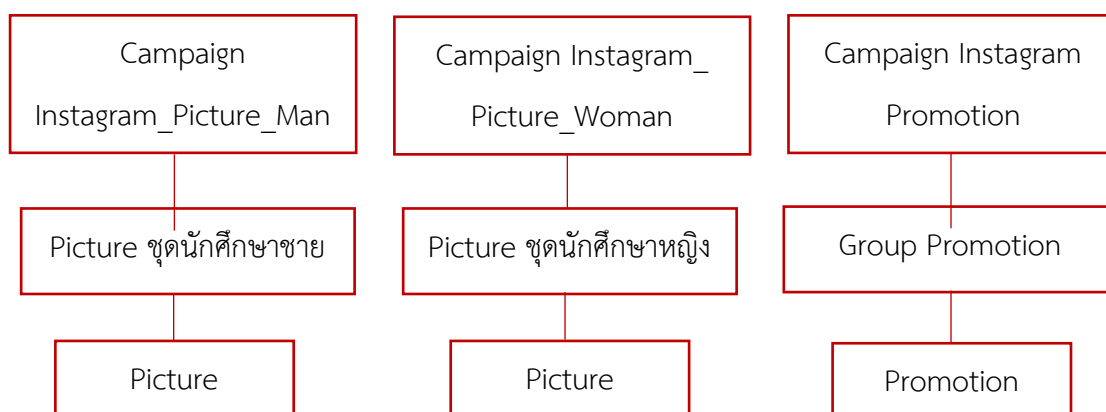 Campaign
Instagram_Picture_Man
Campaign Instagram_
Picture_Woman
Campaign Instagram
Promotion
Picture ชุดนักศึกษาชาย
Picture ชุดนักศึกษาหญิง
Group Promotion
Picture
Picture
Promotion